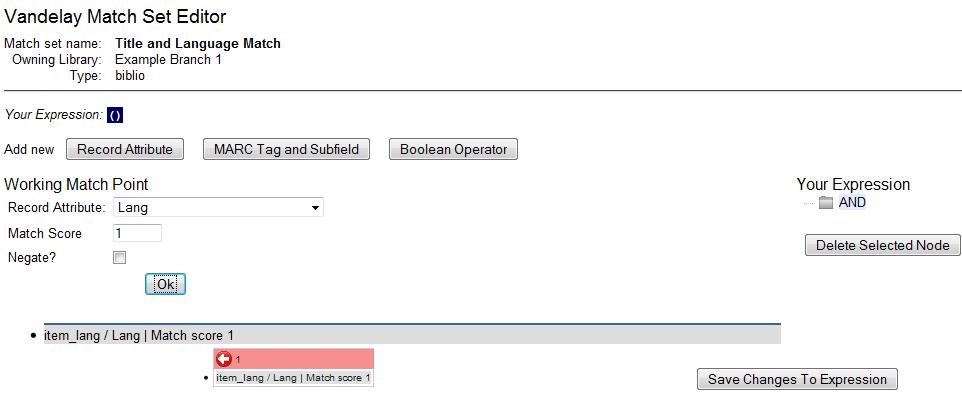 Vandelay Match Set Editor
Match set name: Title and Language Match
Owning Library: Example Branch 1
Type: biblio
Your Expression: ()
Add new Record Attribute MARC Tag and Subfield Boolean Operator
Working Match Point
Record Attribute: Lang
Match Score 1
Negate?
Ok
Your Expression
AND
Delete Selected Node
• item_lang / Lang | Match score 1
1
• item_lang / Lang | Match score 1
Save Changes To Expression